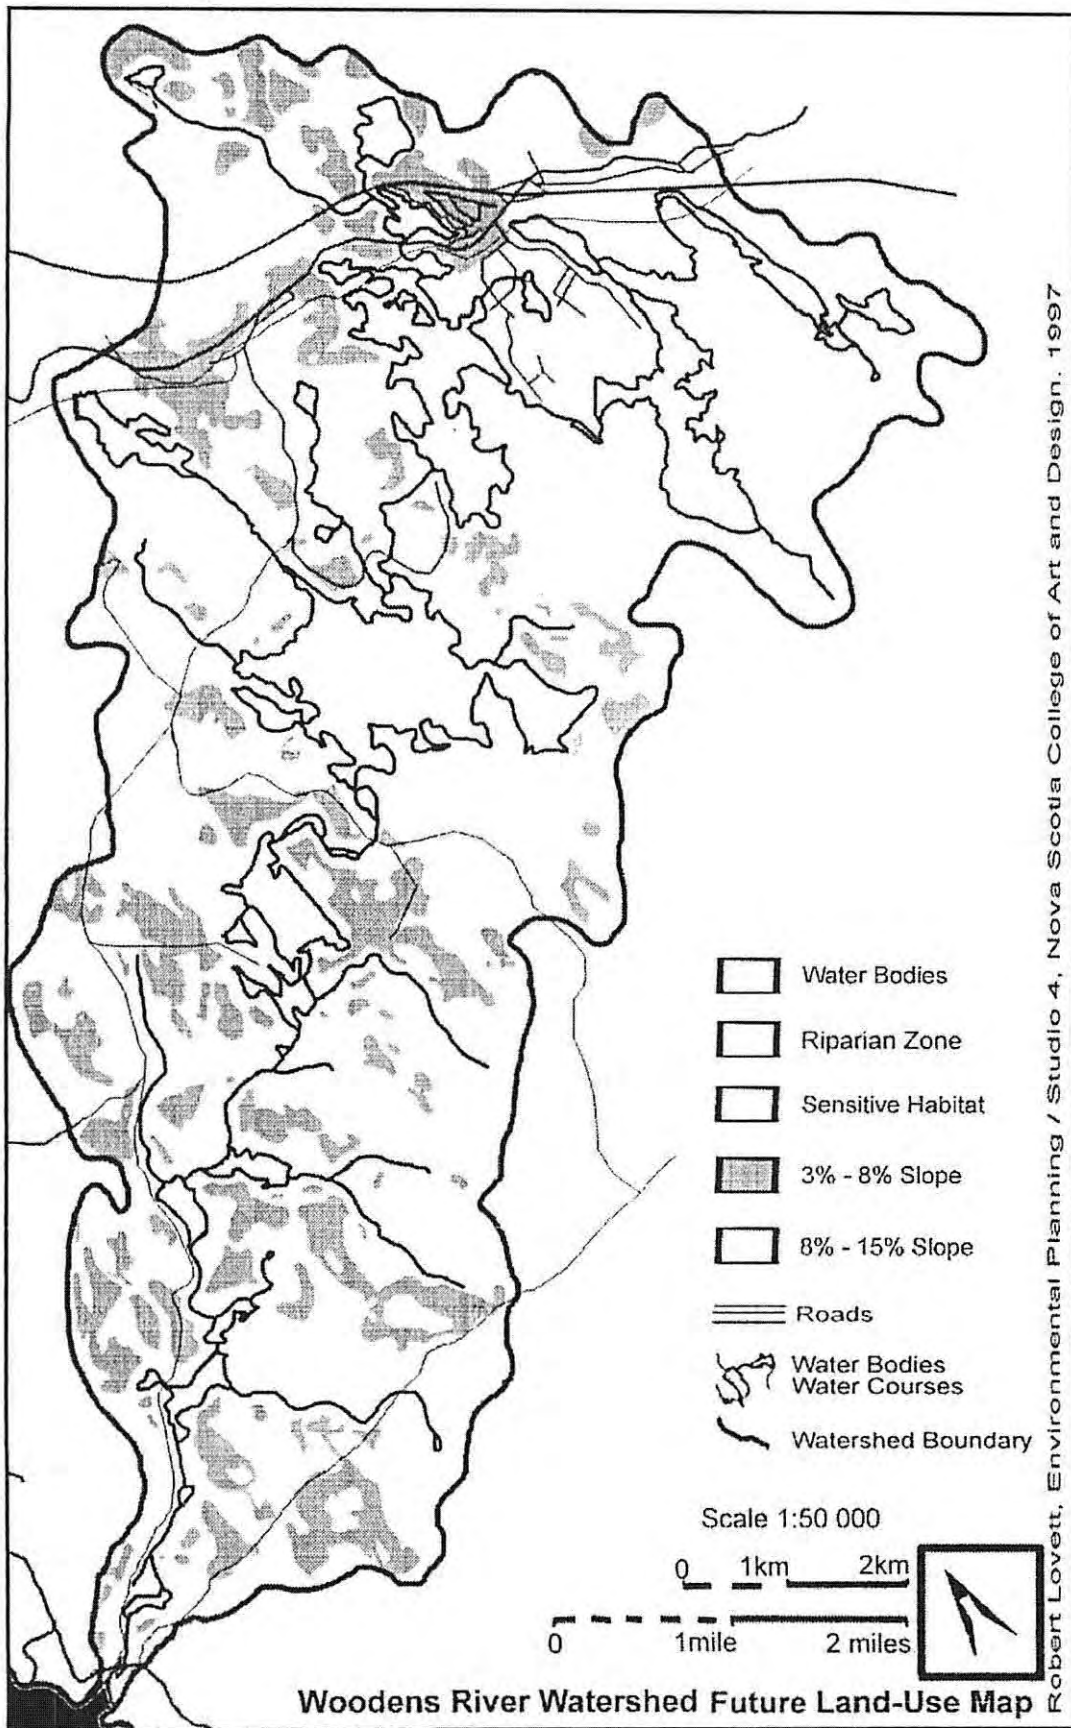 Water Bodies
Riparian Zone
Sensitive Habitat
3% - 8% Slope
8% - 15% Slope
Roads
Water Bodies
Water Courses
Watershed Boundary
Scale 1:50 000
0 1km 2km
0 1mile 2 miles
Woodens River Watershed Future Land-Use Map
Robert Lovett, Environmental Planning / Studio 4, Nova Scotia College of Art and Design. 1997